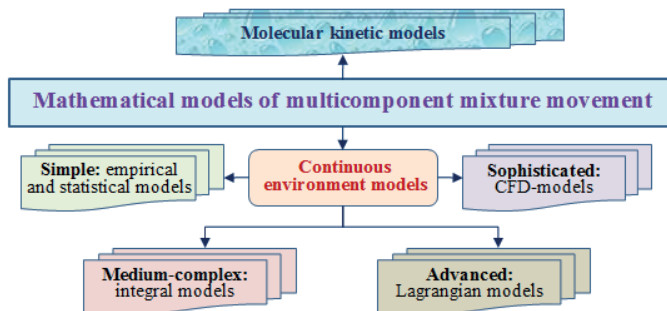 Molecular kinetic models
Mathematical models of multicomponent mixture movement
Simple: empirical
and statistical models
Continuous
environment models
Sophisticated:
CFD-models
Medium-complex:
integral models
Advanced:
Lagrangian models